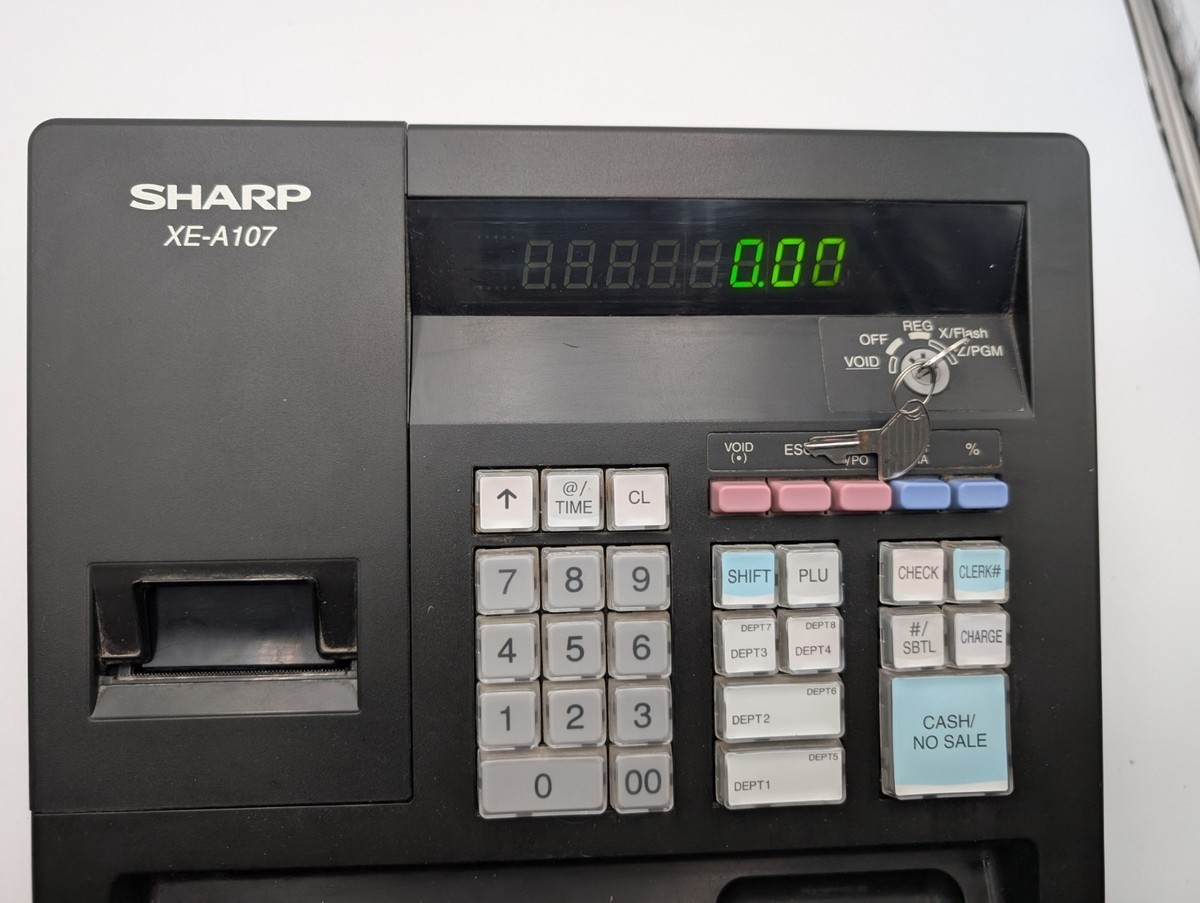 SHARP
XE-A107
0.00
REG
X/Flash
OFF
Z/PGM
VOID
VOID
(•)
ESC
/PO
%
↑
@/
TIME
CL
7
8
9
SHIFT
PLU
CHECK
CLERK#
4
5
6
DEPT7
DEPT3
DEPT8
DEPT4
#/
SBTL
CHARGE
1
2
3
DEPT6
DEPT2
CASH/
NO SALE
0
00
DEPT5
DEPT1